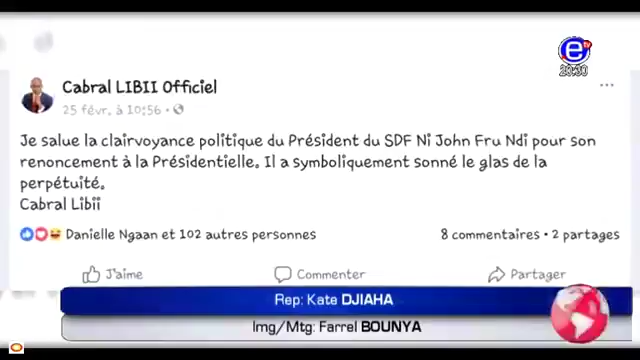 e
20:30
Cabral LIBII Officiel
25 févr. à 10:56 •
Je salue la clairvoyance politique du Président du SDF Ni John Fru Ndi pour son
renoncement à la Présidentielle. Il a symboliquement sonné le glas de la
perpétuité.
Cabral Libii
Danielle Ngaan et 102 autres personnes
8 commentaires • 2 partages
J'aime
Commenter
Partager
Rep: Kate DJIAHA
Img/Mtg: Farrel BOUNYA